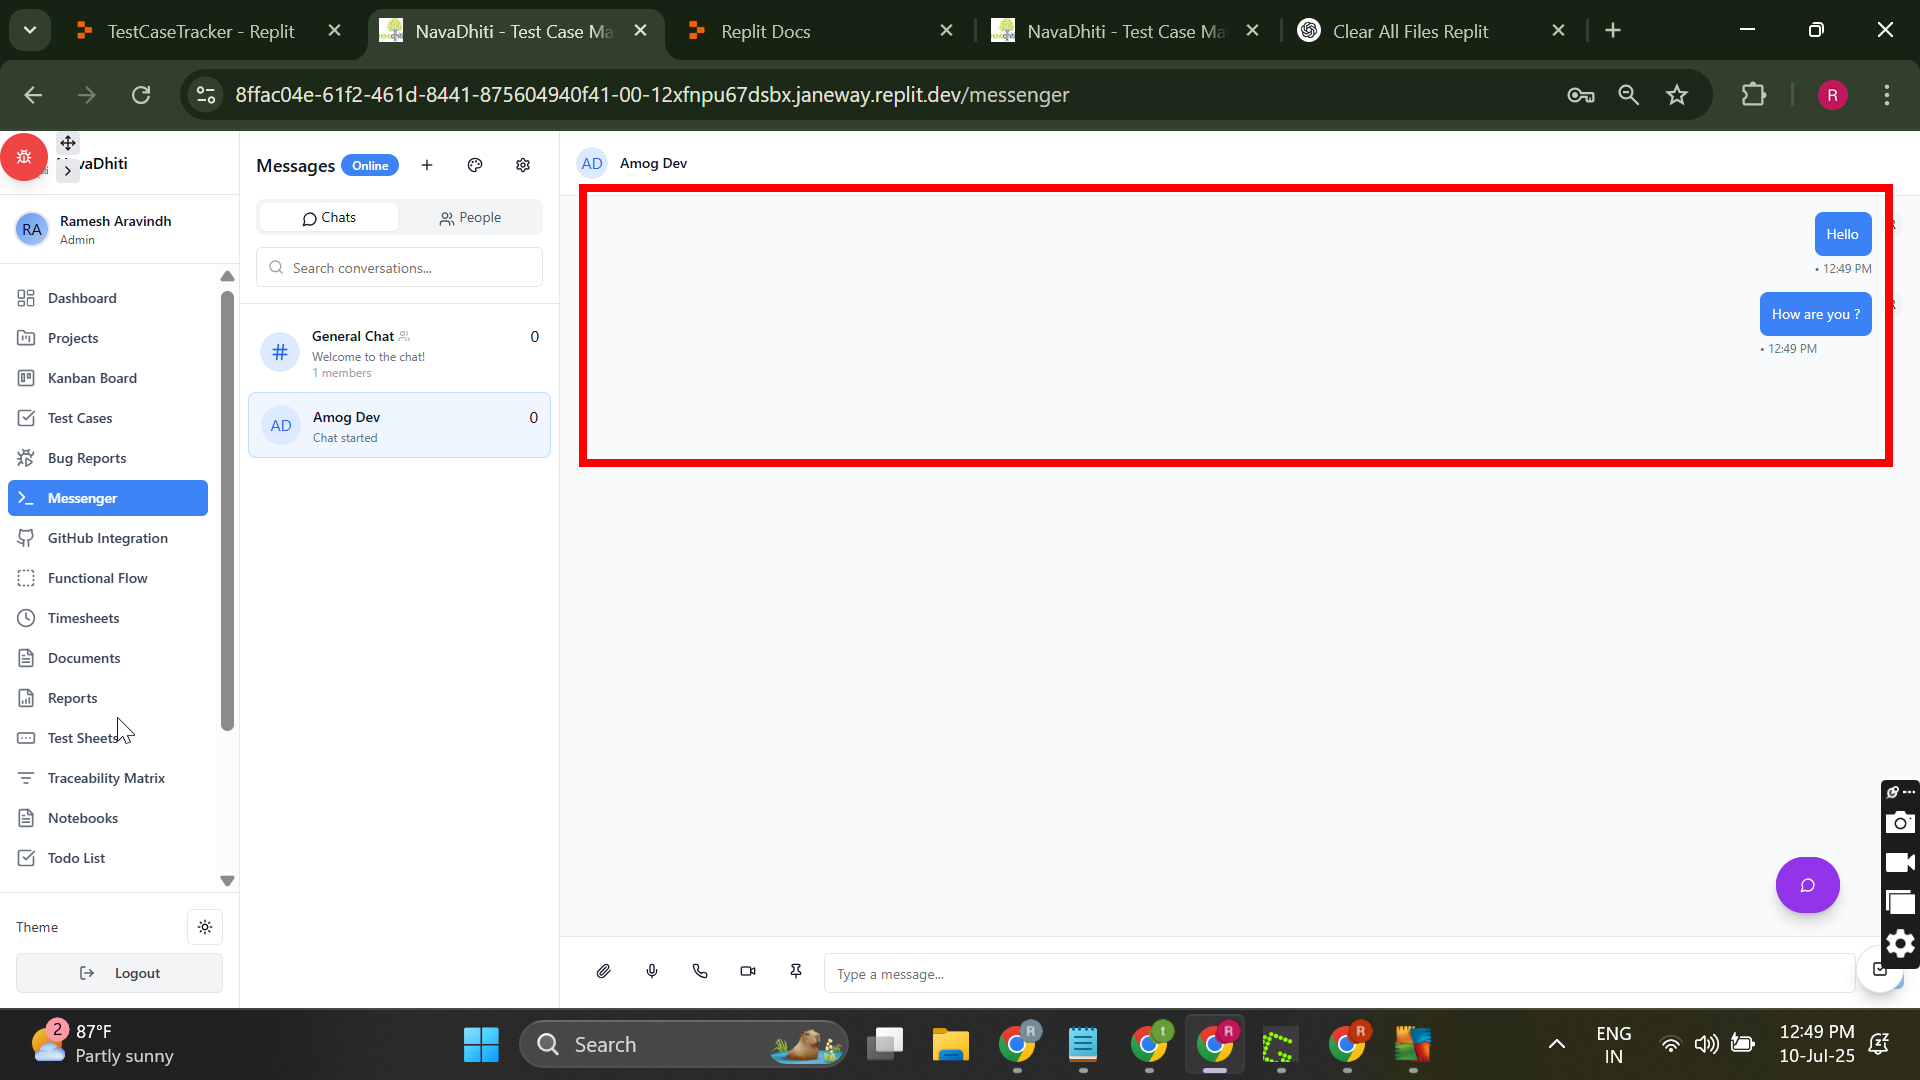 TestCaseTracker - Replit
NavaDhiti - Test Case Ma
Replit Docs
NavaDhiti - Test Case Ma
Clear All Files Replit
8ffac04e-61f2-461d-8441-875604940f41-00-12xfnpu67dsbx.janeway.replit.dev/messenger
R
vaDhiti
RA
Ramesh Aravindh
Admin
Dashboard
Projects
Kanban Board
Test Cases
Bug Reports
Messenger
GitHub Integration
Functional Flow
Timesheets
Documents
Reports
Test Sheets
Traceability Matrix
Notebooks
Todo List
Theme
Logout
Messages
Online
Chats
People
Search conversations...
#
General Chat
0
Welcome to the chat!
1 members
AD
Amog Dev
0
Chat started
AD
Amog Dev
Hello
• 12:49 PM
How are you ?
• 12:49 PM
Type a message...
2
87°F
Partly sunny
Search
R
t
R
R
ENG
IN
12:49 PM
10-Jul-25